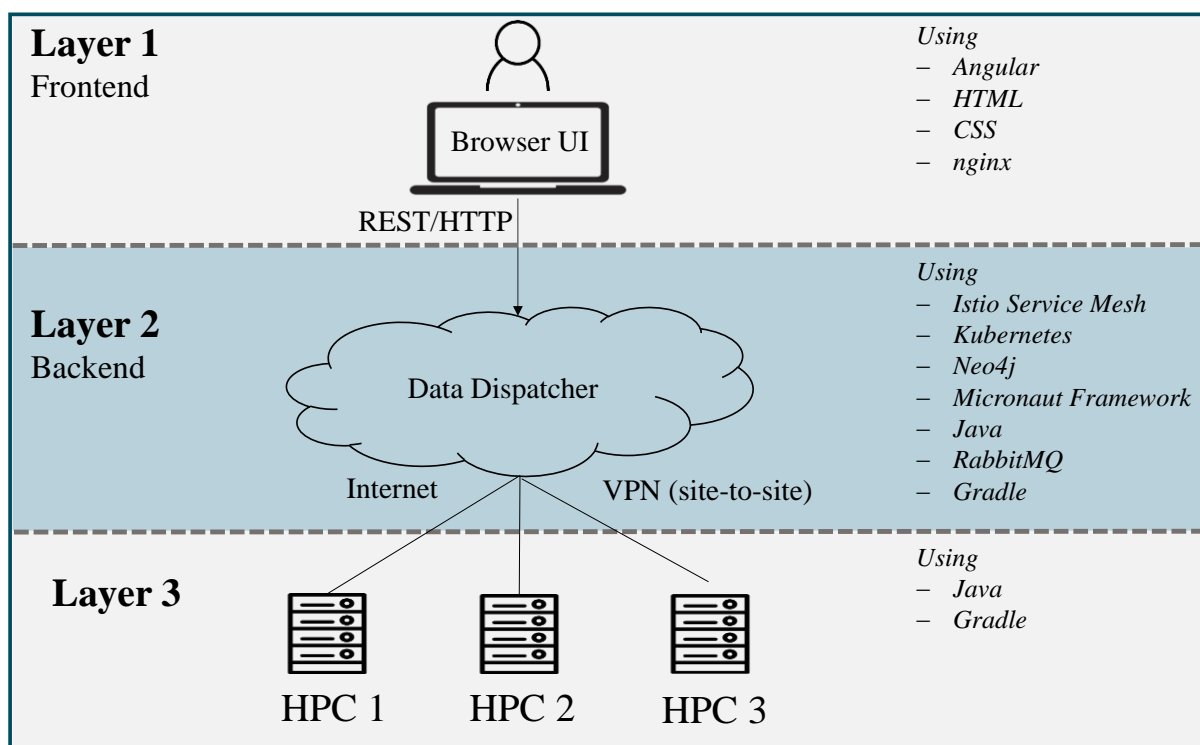 Layer 1
Frontend
Browser UI
REST/HTTP
Using
– Angular
– HTML
– CSS
– nginx
Layer 2
Backend
Data Dispatcher
Internet
VPN (site-to-site)
Using
– Istio Service Mesh
– Kubernetes
– Neo4j
– Micronaut Framework
– Java
– RabbitMQ
– Gradle
Layer 3
HPC 1
HPC 2
HPC 3
Using
– Java
– Gradle